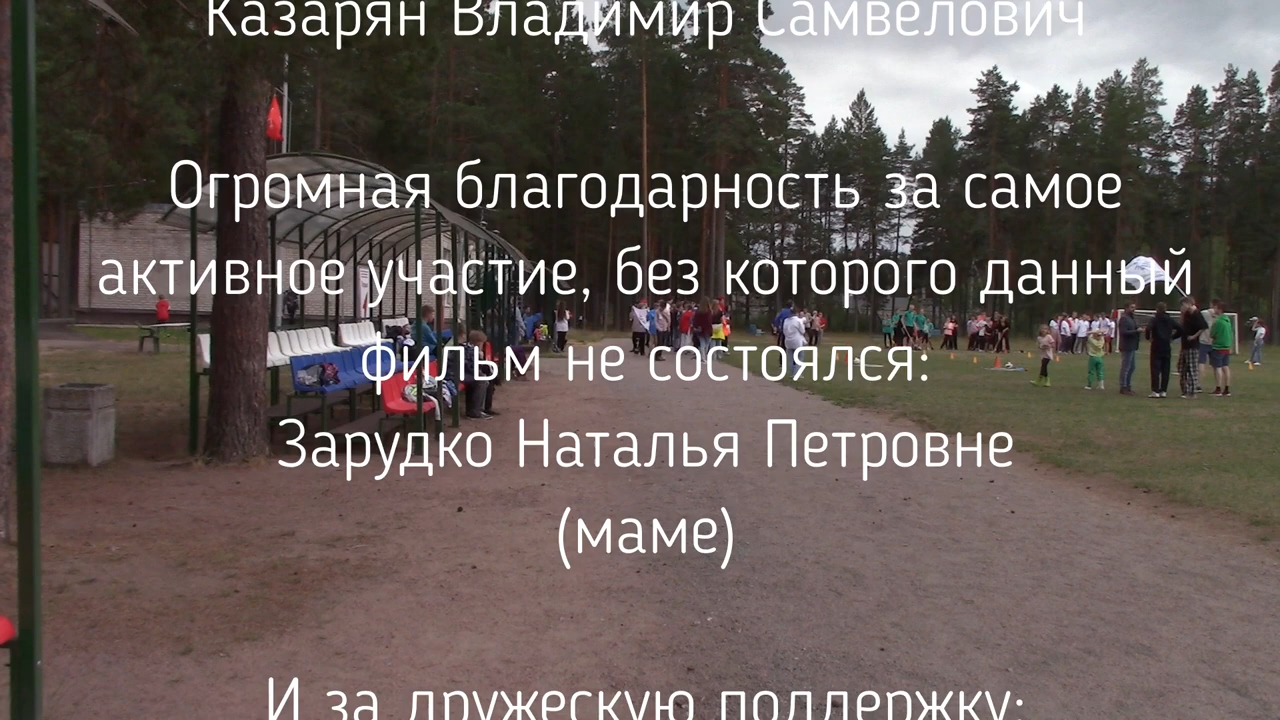 Казарян Владимир Самвелович
Огромная благодарность за самое
активное участие, без которого данный
фильм не состоялся:
Зарудко Наталья Петровне
(маме)
И за дружескую поддержку: